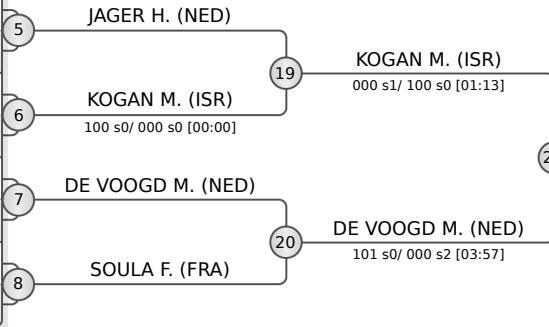 JAGER H. (NED)
5
19
KOGAN M. (ISR)
000 s1/ 100 s0 [01:13]
KOGAN M. (ISR)
6
100 s0/ 000 s0 [00:00]
DE VOOGD M. (NED)
7
20
DE VOOGD M. (NED)
101 s0/ 000 s2 [03:57]
SOULA F. (FRA)
8